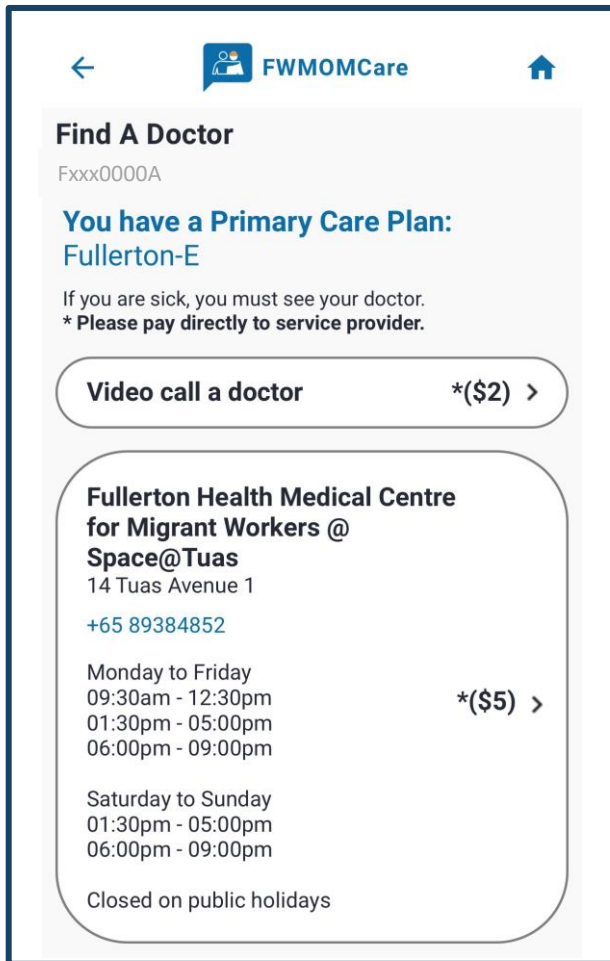 FWMOMCare
Find A Doctor
Fxxx0000A
You have a Primary Care Plan:
Fullerton-E
If you are sick, you must see your doctor.
* Please pay directly to service provider.
Video call a doctor *($2) >
Fullerton Health Medical Centre
for Migrant Workers @
Space@Tuas
14 Tuas Avenue 1
+65 89384852
Monday to Friday
09:30am - 12:30pm
01:30pm - 05:00pm
06:00pm - 09:00pm
*($5) >
Saturday to Sunday
01:30pm - 05:00pm
06:00pm - 09:00pm
Closed on public holidays